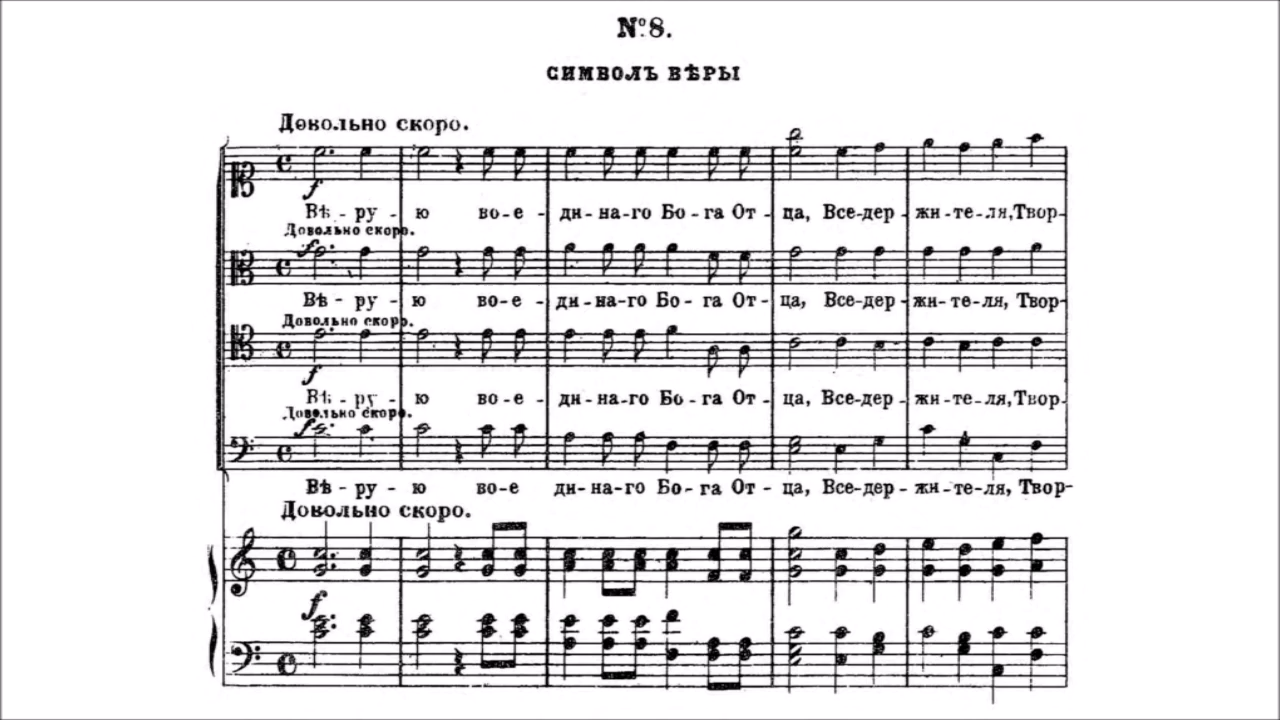 № 8.
СИМВОЛЪ ВѢРЫ
Довольно скоро.
f
Вѣ - ру - ю во-е - ди-на-го Бо-га От - ца, Все-дер - жи-те-ля, Твор-
Довольно скоро.
f
Вѣ - ру - ю во-е - ди-на-го Бо-га От - ца, Все-дер - жи-те-ля, Твор-
Довольно скоро.
f
Вѣ - ру - ю во-е - ди-на-го Бо-га От - ца, Все-дер - жи-те-ля, Твор-
Довольно скоро.
f
Вѣ - ру - ю во-е ди-на-го Бо-га От - ца, Все-дер - жи-те-ля, Твор-
Довольно скоро.
f